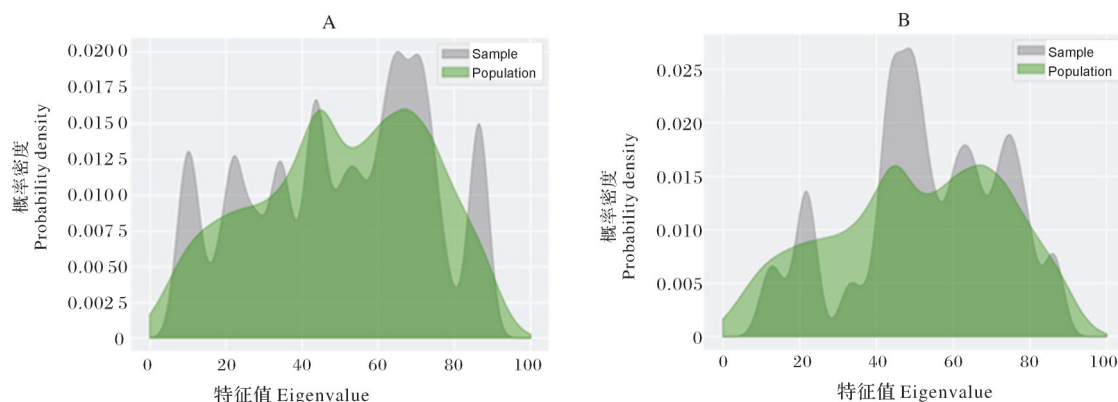 A
0.020 0
0.017 5
0.015 0
0.012 5
0.010 0
0.007 5
0.00 50
0.002 5
0
概率密度
Probability density
Sample
Population
0 20 40 60 80 100
特征值 Eigenvalue
B
0.025
0.020
0.015
0.010
0.005
0
概率密度
Probability density
Sample
Population
0 20 40 60 80 100
特征值 Eigenvalue